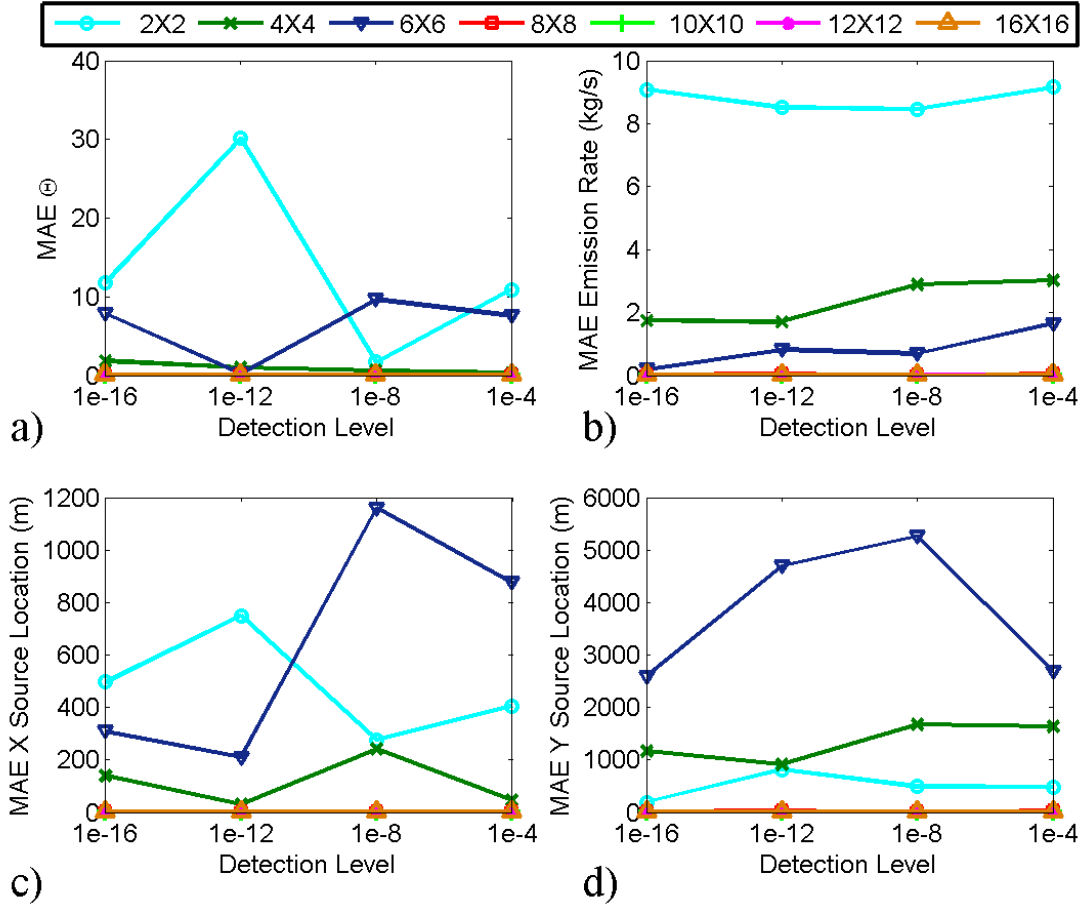 2X2 4X4 6X6 8X8 10X10 12X12 16X16
MAE Θ
40
30
20
10
0
1e-16 1e-12 1e-8 1e-4
Detection Level
a)
MAE Emission Rate (kg/s)
10
8
6
4
2
0
1e-16 1e-12 1e-8 1e-4
Detection Level
b)
MAE X Source Location (m)
1200
1000
800
600
400
200
0
1e-16 1e-12 1e-8 1e-4
Detection Level
c)
MAE Y Source Location (m)
6000
5000
4000
3000
2000
1000
0
1e-16 1e-12 1e-8 1e-4
Detection Level
d)